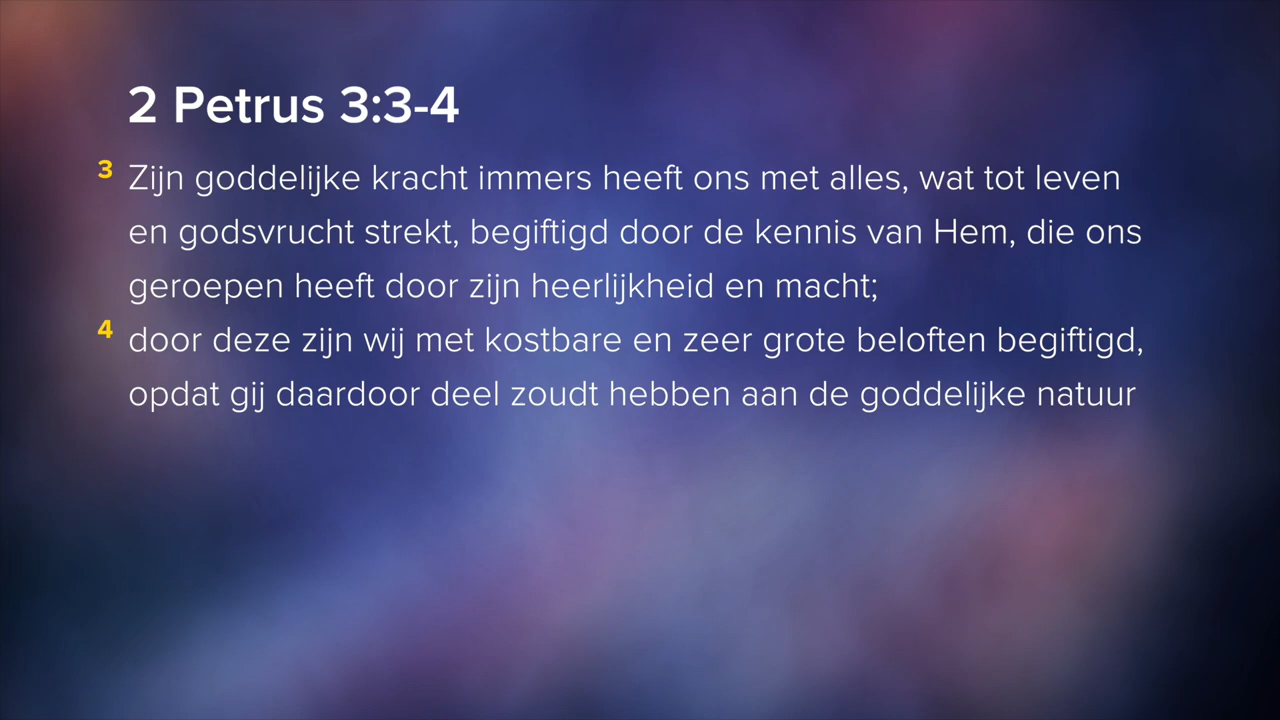 2 Petrus 3:3-4
3 Zijn goddelijke kracht immers heeft ons met alles, wat tot leven
en godsvrucht strekt, begiftigd door de kennis van Hem, die ons
geroepen heeft door zijn heerlijkheid en macht;
4 door deze zijn wij met kostbare en zeer grote beloften begiftigd,
opdat gij daardoor deel zoudt hebben aan de goddelijke natuur